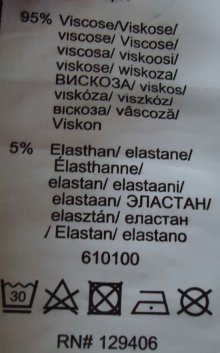 95% Viscose/Viskose/
viscose/ Viscose/
viscosa/ viskoosi/
viskose/ wiskoza/
ВИСКОЗА/ viskos/
viskóza/ viszkóz/
віскоза/ vâscoză/
Viskon
5% Elasthan/ elastane/
Élasthanne/
elastan/ elastaani/
elastaan/ ЭЛАСТАН/
elasztán/ еластан
/ Elastan/ elastano
610100
30
RN# 129406